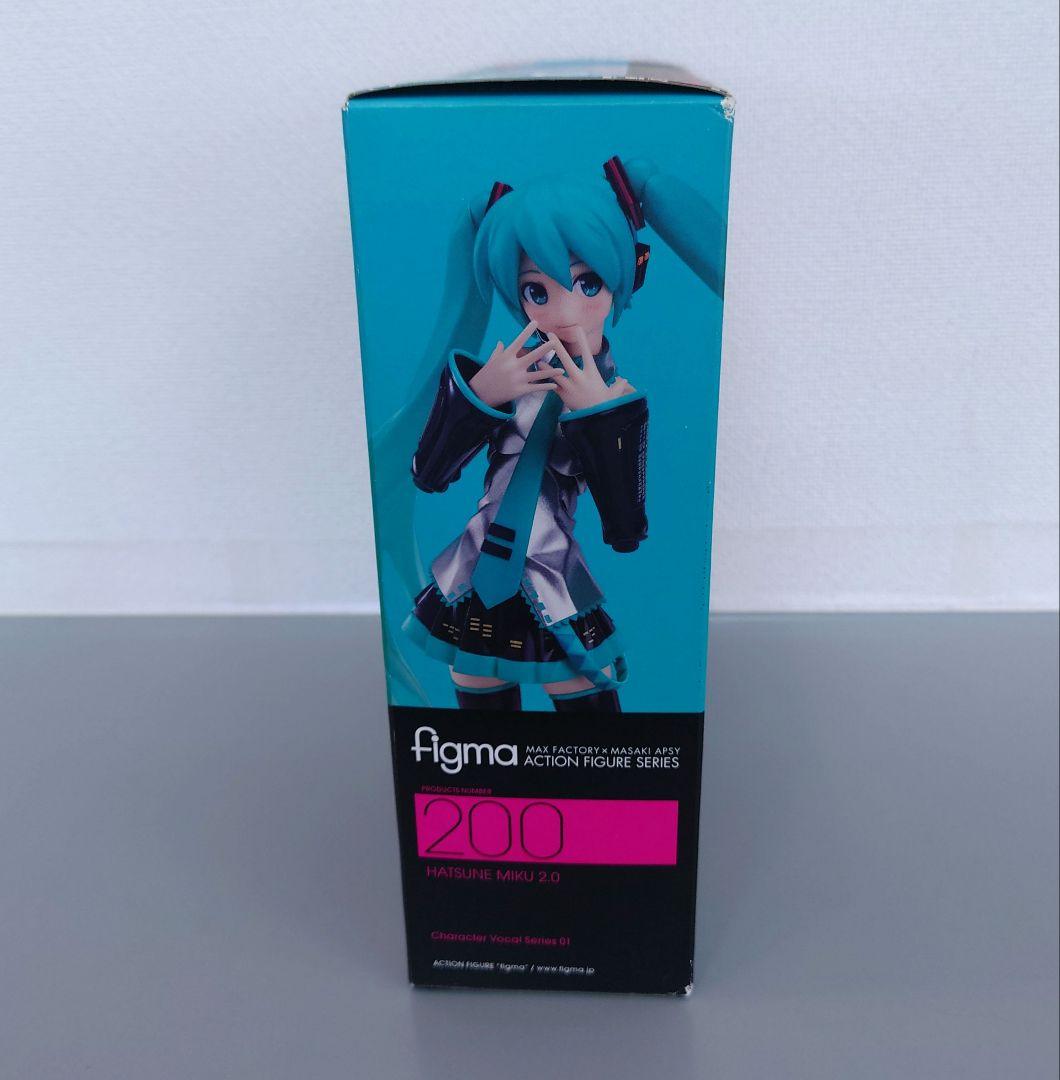 figma
MAX FACTORY × MASAKI APSY
ACTION FIGURE SERIES
PRODUCTS NUMBER
200
HATSUNE MIKU 2.0
Character Vocal Series 01
ACTION FIGURE "figma" / www.figma.jp